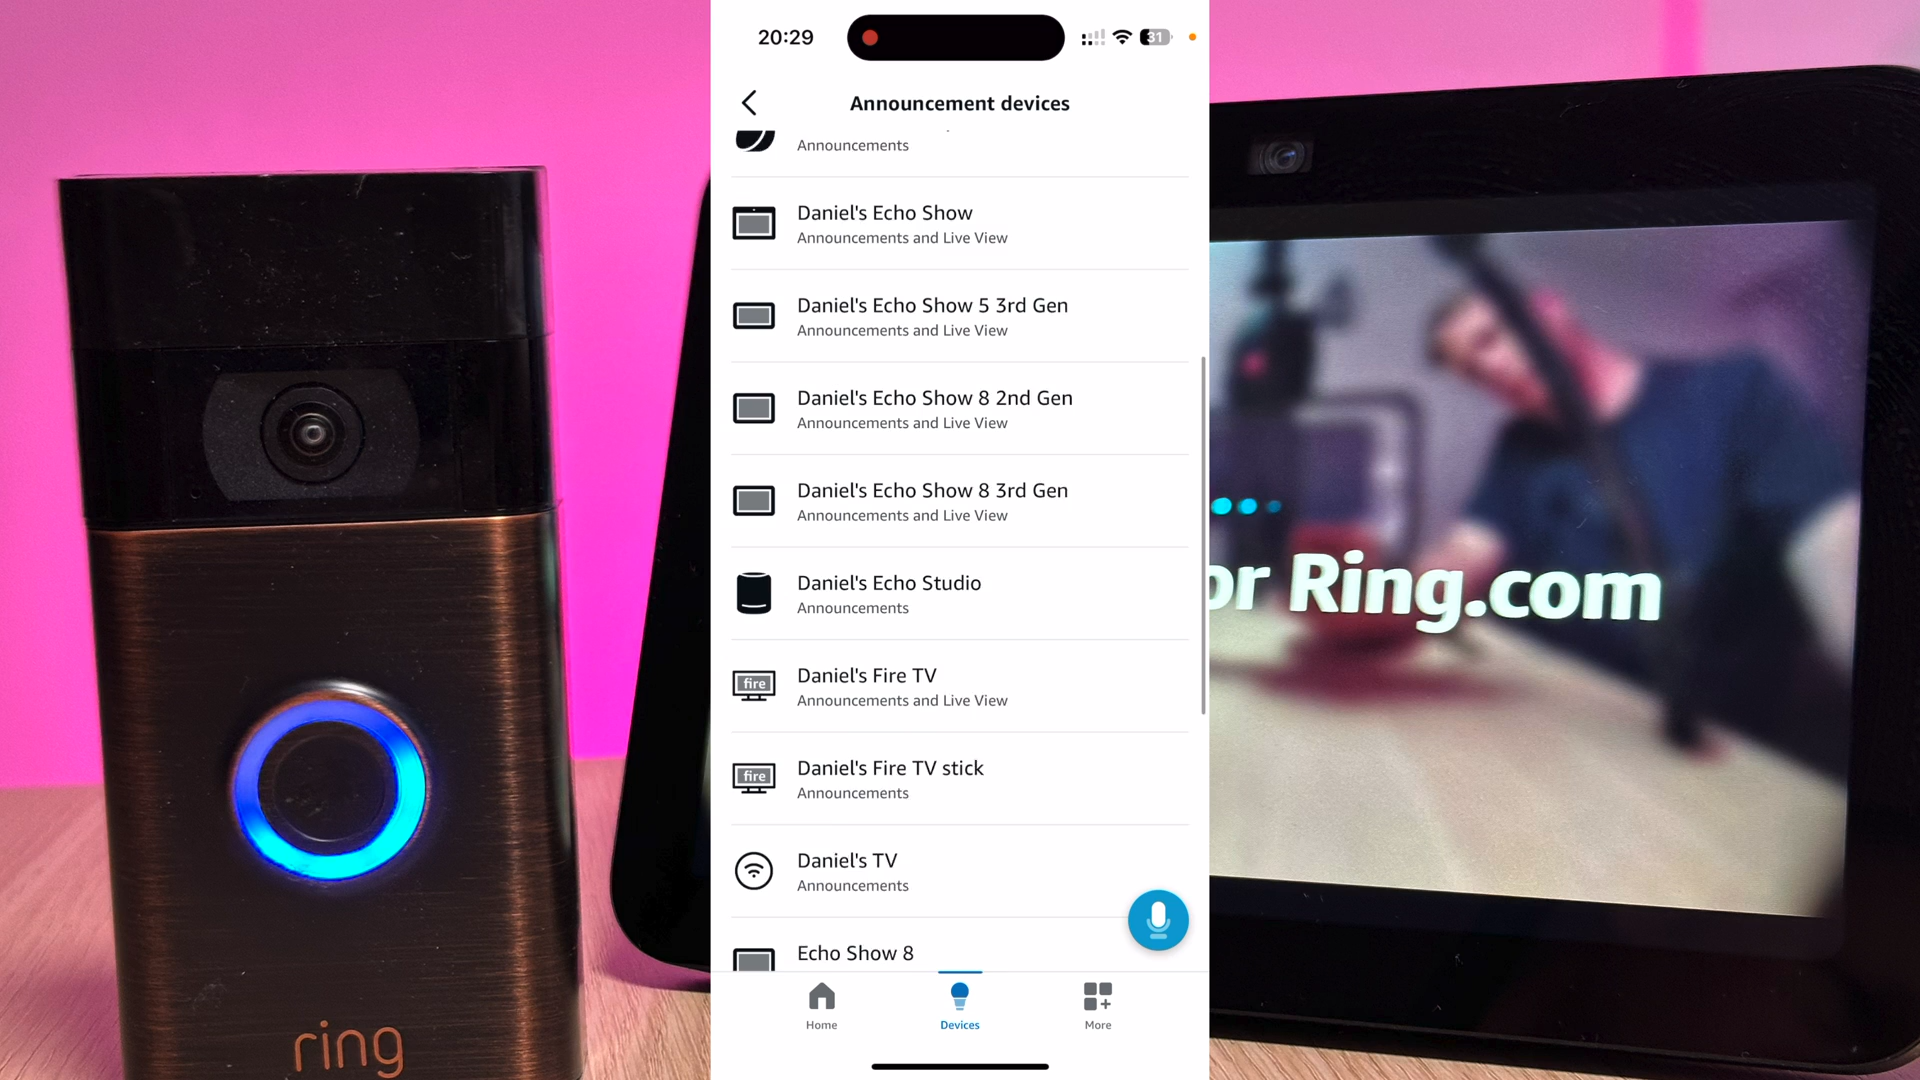 20:29
31
Announcement devices
Announcements
Daniel's Echo Show
Announcements and Live View
Daniel's Echo Show 5 3rd Gen
Announcements and Live View
Daniel's Echo Show 8 2nd Gen
Announcements and Live View
Daniel's Echo Show 8 3rd Gen
Announcements and Live View
Daniel's Echo Studio
Announcements
fire
Daniel's Fire TV
Announcements and Live View
fire
Daniel's Fire TV stick
Announcements
Daniel's TV
Announcements
Echo Show 8
Home
Devices
More
ring
or Ring.com